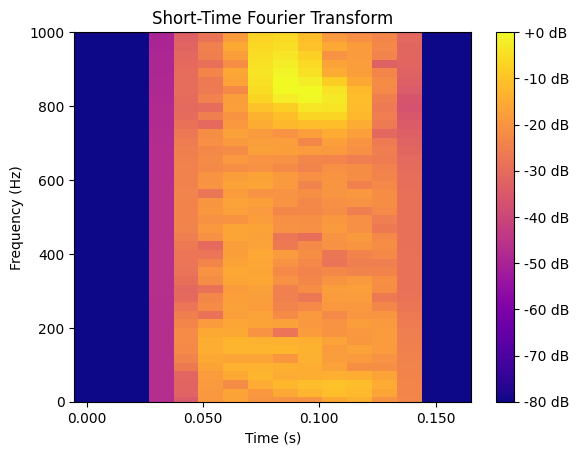 Short-Time Fourier Transform
1000
800
600
400
200
0
Frequency (Hz)
0.000
0.050
0.100
0.150
Time (s)
+0 dB
-10 dB
-20 dB
-30 dB
-40 dB
-50 dB
-60 dB
-70 dB
-80 dB